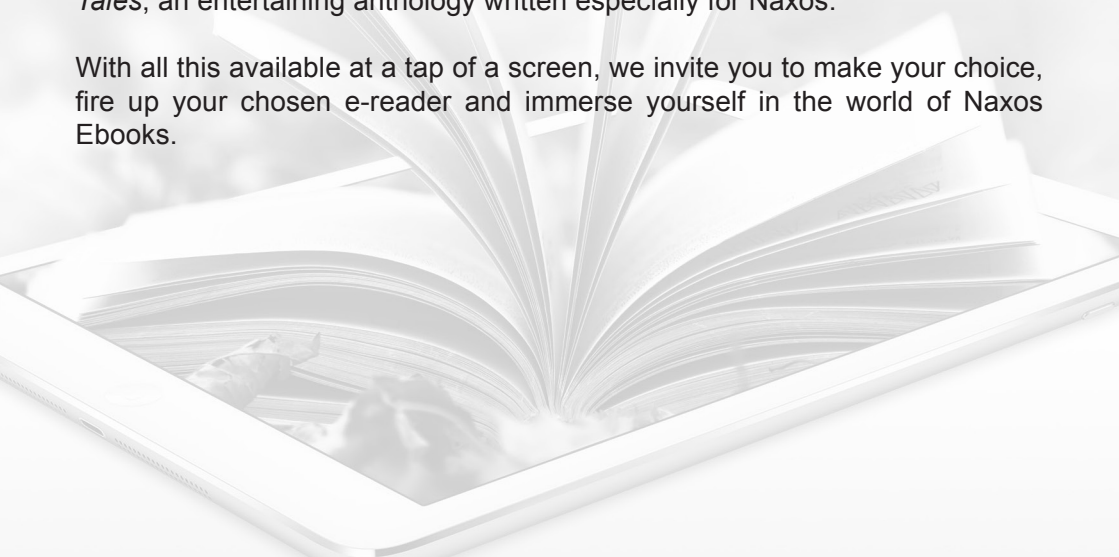 Tales, an entertaining anthology written especially for Naxos.
With all this available at a tap of a screen, we invite you to make your choice,
fire up your chosen e-reader and immerse yourself in the world of Naxos
Ebooks.